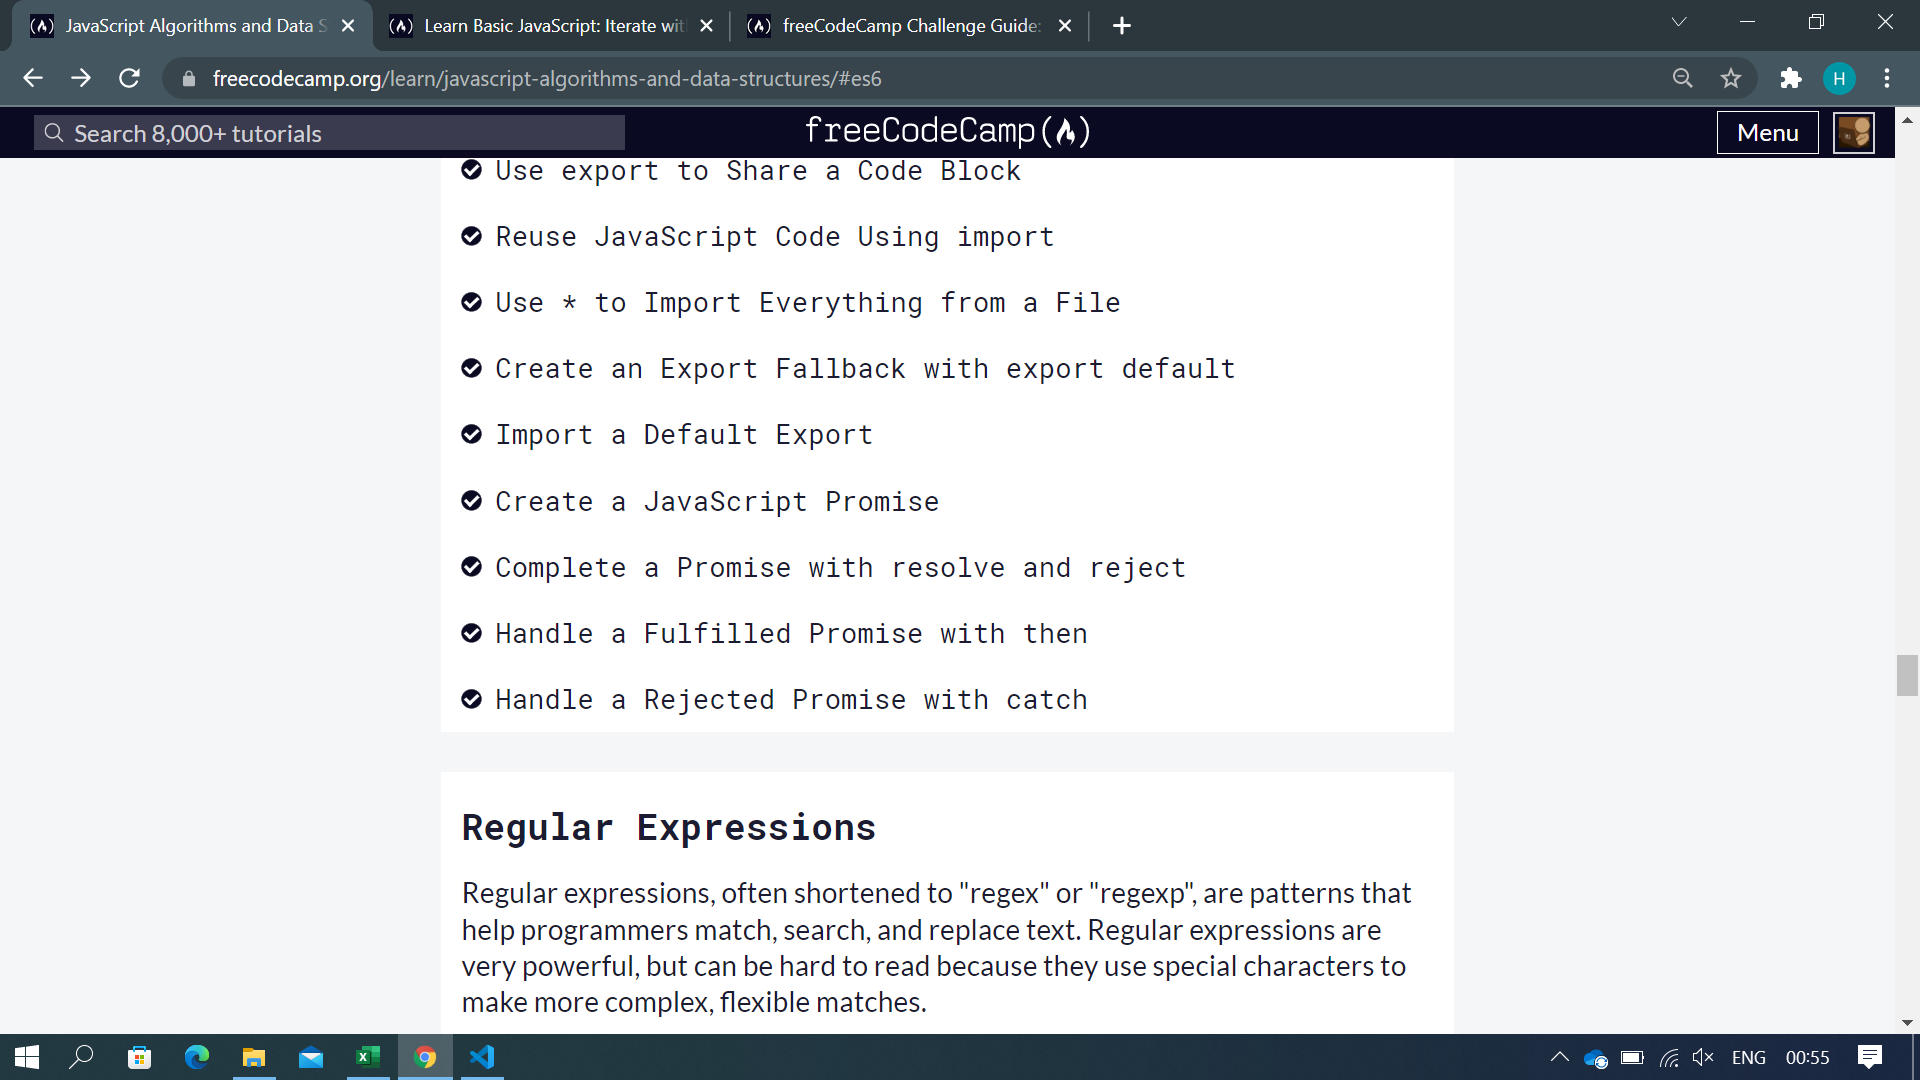 JavaScript Algorithms and Data S
Learn Basic JavaScript: Iterate wit
freeCodeCamp Challenge Guide:
freecodecamp.org/learn/javascript-algorithms-and-data-structures/#es6
H
Search 8,000+ tutorials
freeCodeCamp(🔥)
Menu
Use export to Share a Code Block
Reuse JavaScript Code Using import
Use * to Import Everything from a File
Create an Export Fallback with export default
Import a Default Export
Create a JavaScript Promise
Complete a Promise with resolve and reject
Handle a Fulfilled Promise with then
Handle a Rejected Promise with catch
Regular Expressions
Regular expressions, often shortened to "regex" or "regexp", are patterns that
help programmers match, search, and replace text. Regular expressions are
very powerful, but can be hard to read because they use special characters to
make more complex, flexible matches.
ENG
00:55